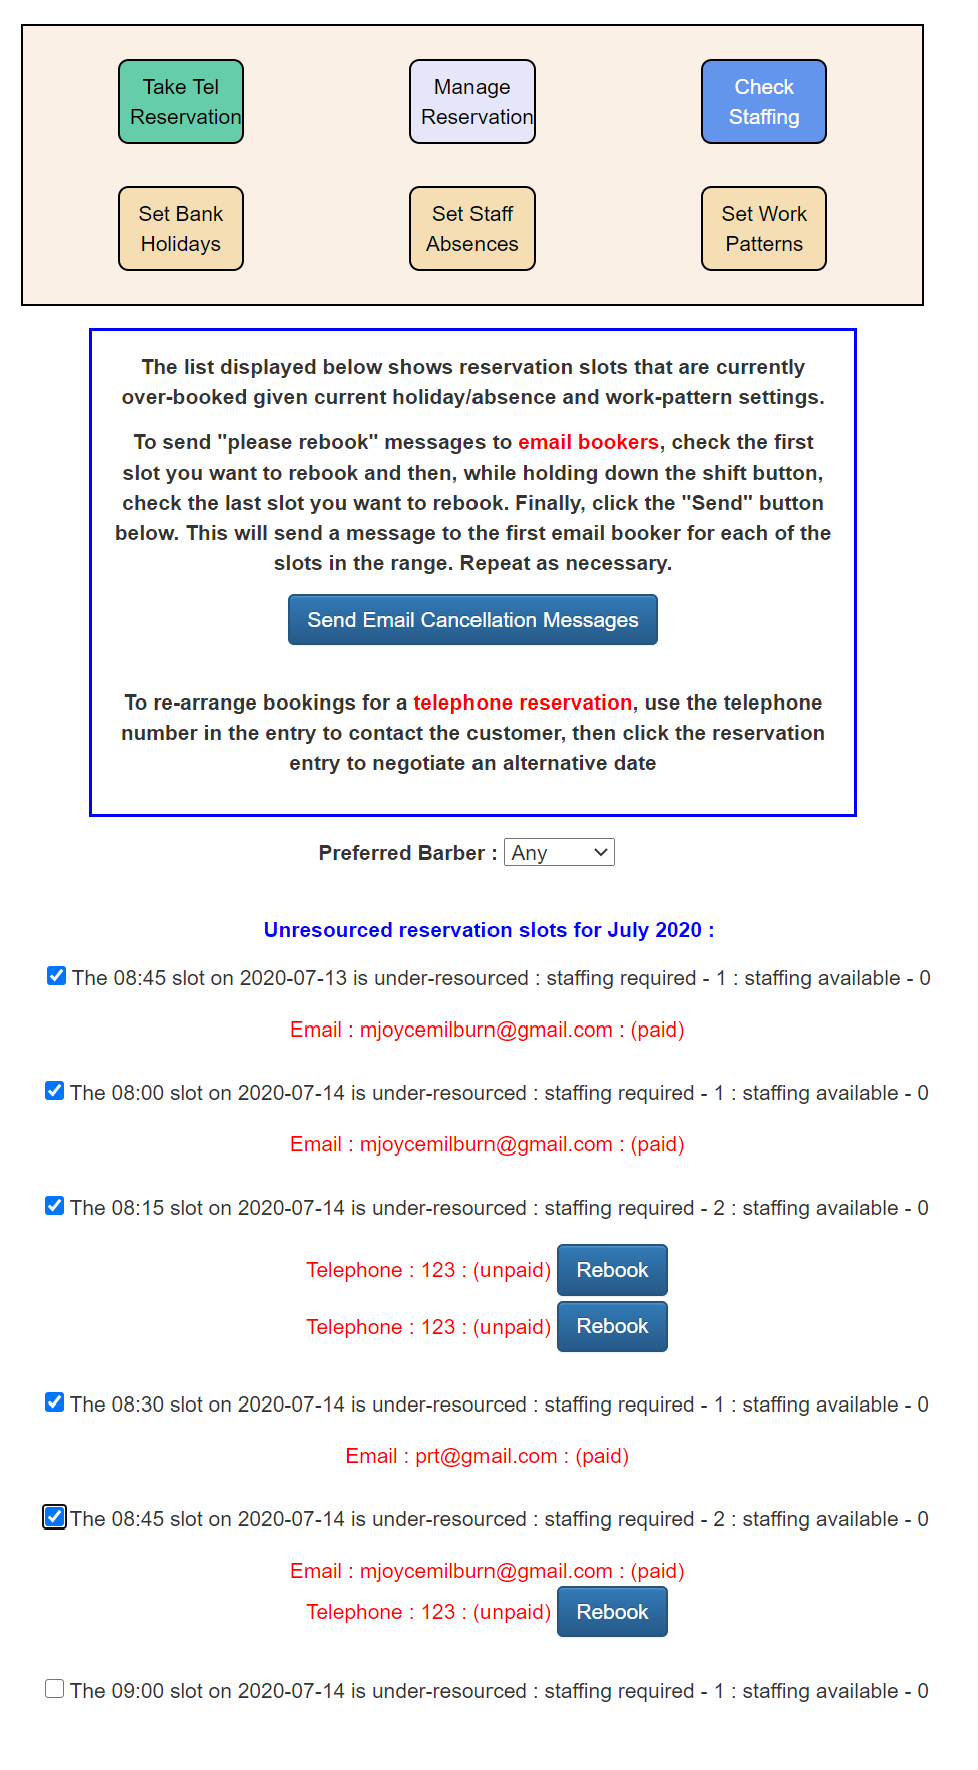 Take Tel
Reservation
Manage
Reservation
Check
Staffing
Set Bank
Holidays
Set Staff
Absences
Set Work
Patterns
The list displayed below shows reservation slots that are currently
over-booked given current holiday/absence and work-pattern settings.
To send "please rebook" messages to email bookers, check the first
slot you want to rebook and then, while holding down the shift button,
check the last slot you want to rebook. Finally, click the "Send" button
below. This will send a message to the first email booker for each of the
slots in the range. Repeat as necessary.
Send Email Cancellation Messages
To re-arrange bookings for a telephone reservation, use the telephone
number in the entry to contact the customer, then click the reservation
entry to negotiate an alternative date
Preferred Barber : Any
Unresourced reservation slots for July 2020 :
The 08:45 slot on 2020-07-13 is under-resourced : staffing required - 1 : staffing available - 0
Email : mjoycemilburn@gmail.com : (paid)
The 08:00 slot on 2020-07-14 is under-resourced : staffing required - 1 : staffing available - 0
Email : mjoycemilburn@gmail.com : (paid)
The 08:15 slot on 2020-07-14 is under-resourced : staffing required - 2 : staffing available - 0
Telephone : 123 : (unpaid) Rebook
Telephone : 123 : (unpaid) Rebook
The 08:30 slot on 2020-07-14 is under-resourced : staffing required - 1 : staffing available - 0
Email : prt@gmail.com : (paid)
The 08:45 slot on 2020-07-14 is under-resourced : staffing required - 2 : staffing available - 0
Email : mjoycemilburn@gmail.com : (paid)
Telephone : 123 : (unpaid) Rebook
The 09:00 slot on 2020-07-14 is under-resourced : staffing required - 1 : staffing available - 0